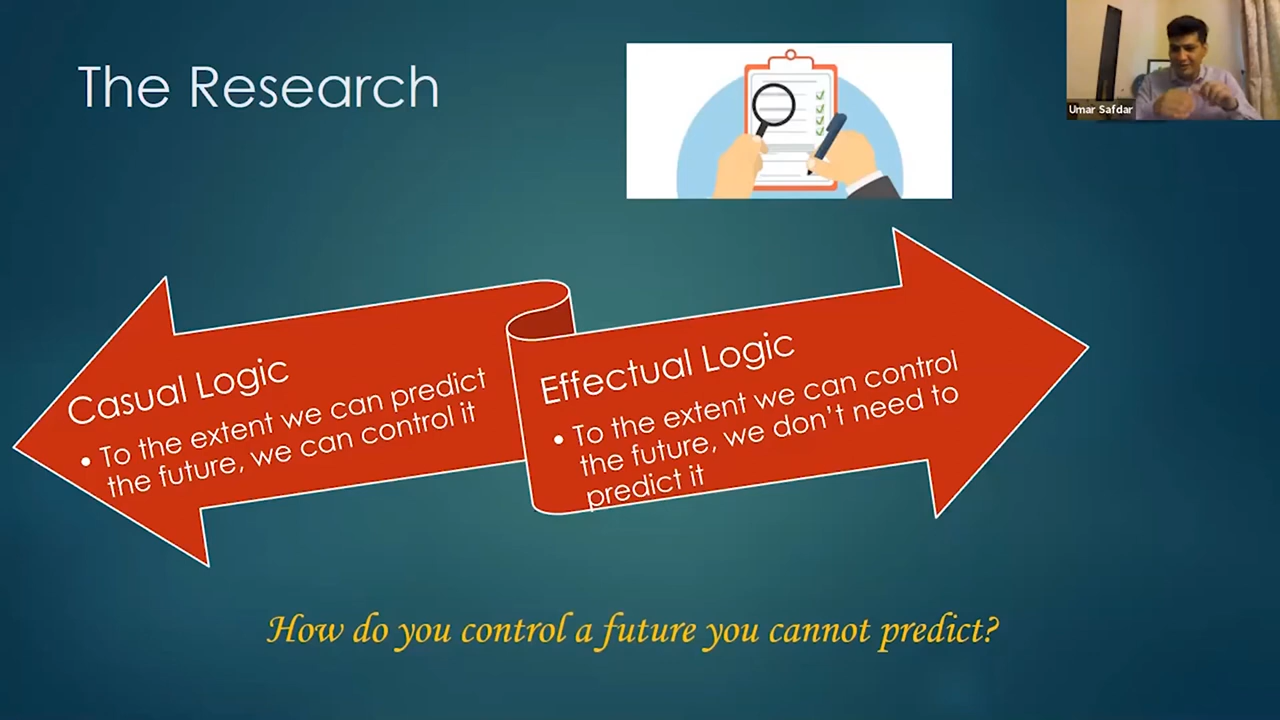 The Research
Umar Safdar
Casual Logic
• To the extent we can predict
the future, we can control it
Effectual Logic
• To the extent we can control
the future, we don't need to
predict it
How do you control a future you cannot predict?